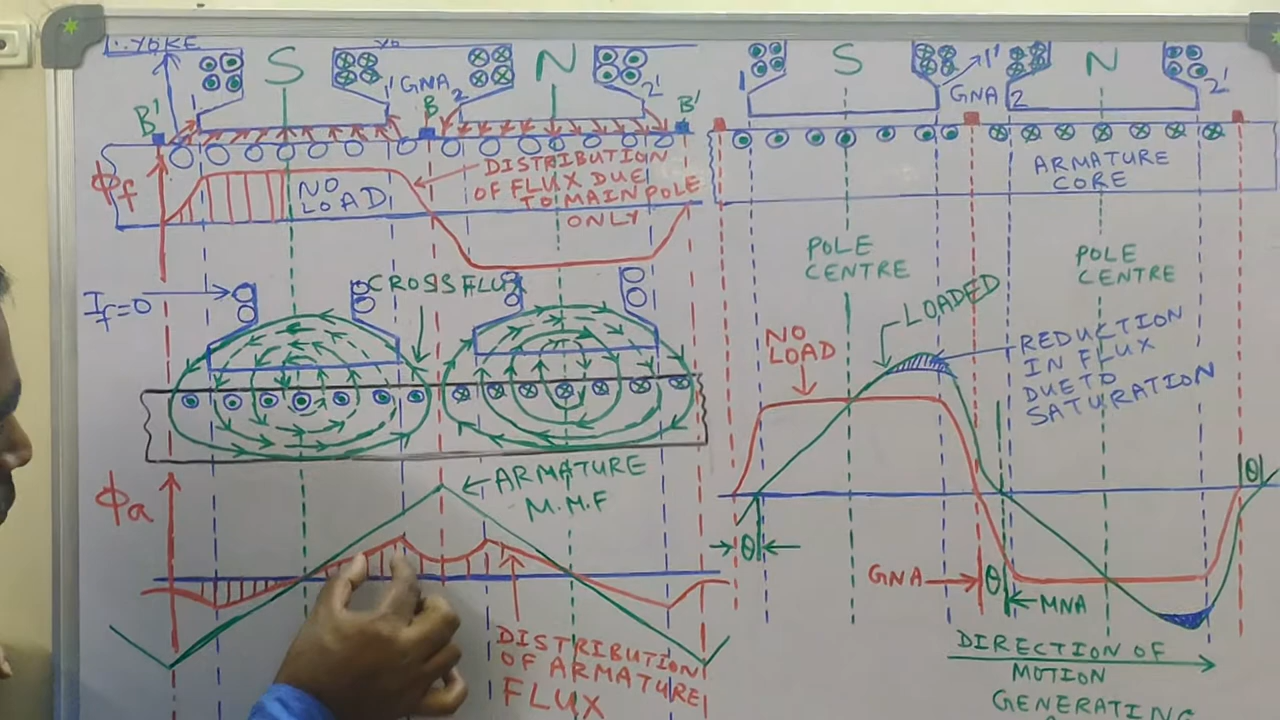 YOKE
S
N
1'
GNA
2
2'
B'
B
B'
Φf
NO
LOAD
DISTRIBUTION
OF FLUX DUE
TO MAIN POLE
ONLY
If=0
CROSS FLUX
Φa
ARMATURE
M.M.F
DISTRIBUTION
OF ARMATURE
FLUX
S
N
1
1'
GNA
2
2'
ARMATURE
CORE
POLE
CENTRE
POLE
CENTRE
LOADED
NO
LOAD
REDUCTION
IN FLUX
DUE TO
SATURATION
θ
θ
θ
GNA
MNA
DIRECTION OF
MOTION
GENERATING